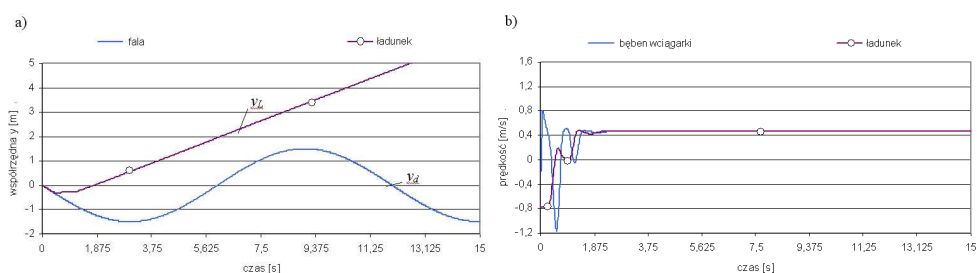 a)
fala
ładunek
współrzędna y [m]
5
4
3
2
1
0
-1
-2
y_L
y_d
0
1,875
3,75
5,625
7,5
9,375
11,25
13,125
15
czas [s]
b)
bęben wciągarki
ładunek
prędkość [m/s]
1,6
1,2
0,8
0,4
0
-0,4
-0,8
-1,2
0
1,875
3,75
5,625
7,5
9,375
11,25
13,125
15
czas [s]